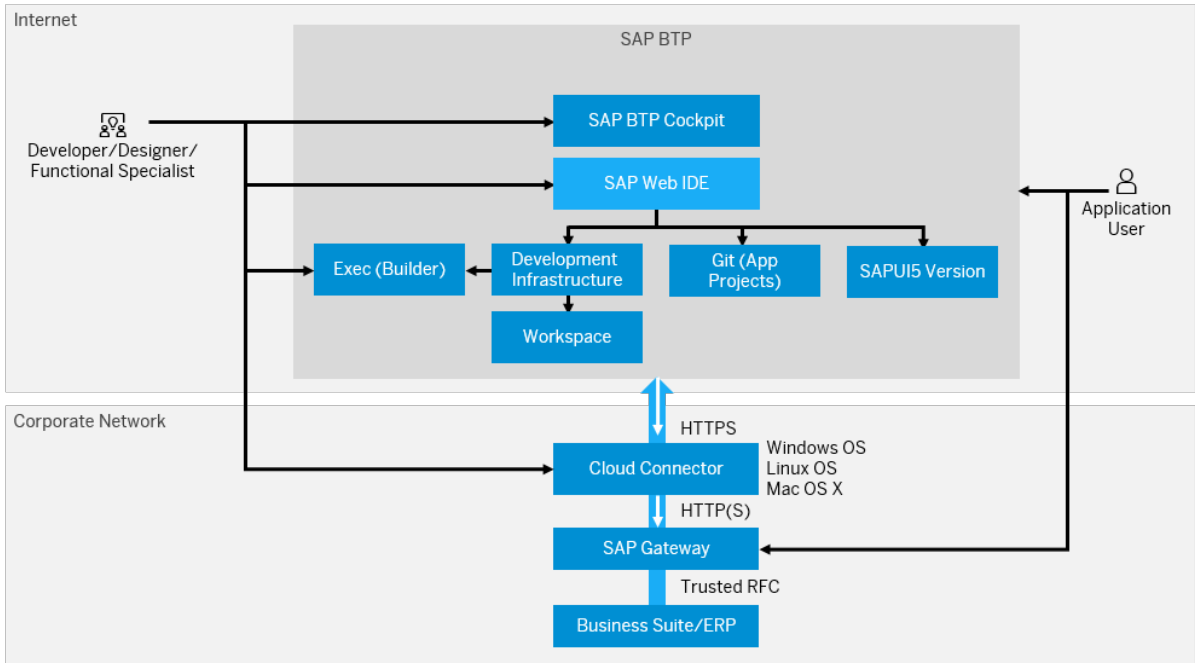 Internet
SAP BTP
SAP BTP Cockpit
Developer/Designer/
Functional Specialist
SAP Web IDE
Application
User
Exec (Builder)
Development
Infrastructure
Git (App
Projects)
SAPUI5 Version
Workspace
Corporate Network
HTTPS
Cloud Connector
Windows OS
Linux OS
Mac OS X
HTTP(S)
SAP Gateway
Trusted RFC
Business Suite/ERP